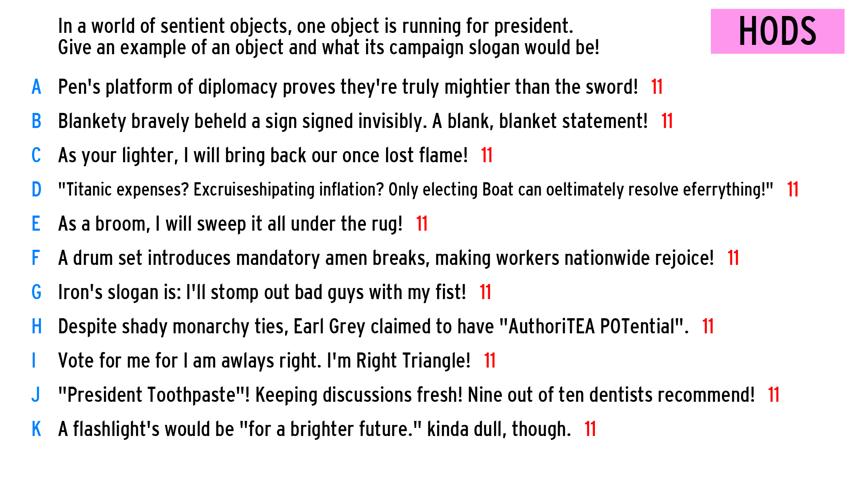 In a world of sentient objects, one object is running for president.
Give an example of an object and what its campaign slogan would be!
HODS
A Pen's platform of diplomacy proves they're truly mightier than the sword! 11
B Blankety bravely beheld a sign signed invisibly. A blank, blanket statement! 11
C As your lighter, I will bring back our once lost flame! 11
D "Titanic expenses? Excruiseshipating inflation? Only electing Boat can oeltimately resolve eferrything!" 11
E As a broom, I will sweep it all under the rug! 11
F A drum set introduces mandatory amen breaks, making workers nationwide rejoice! 11
G Iron's slogan is: I'll stomp out bad guys with my fist! 11
H Despite shady monarchy ties, Earl Grey claimed to have "AuthoriTEA POTential". 11
I Vote for me for I am awlays right. I'm Right Triangle! 11
J "President Toothpaste"! Keeping discussions fresh! Nine out of ten dentists recommend! 11
K A flashlight's would be "for a brighter future." kinda dull, though. 11